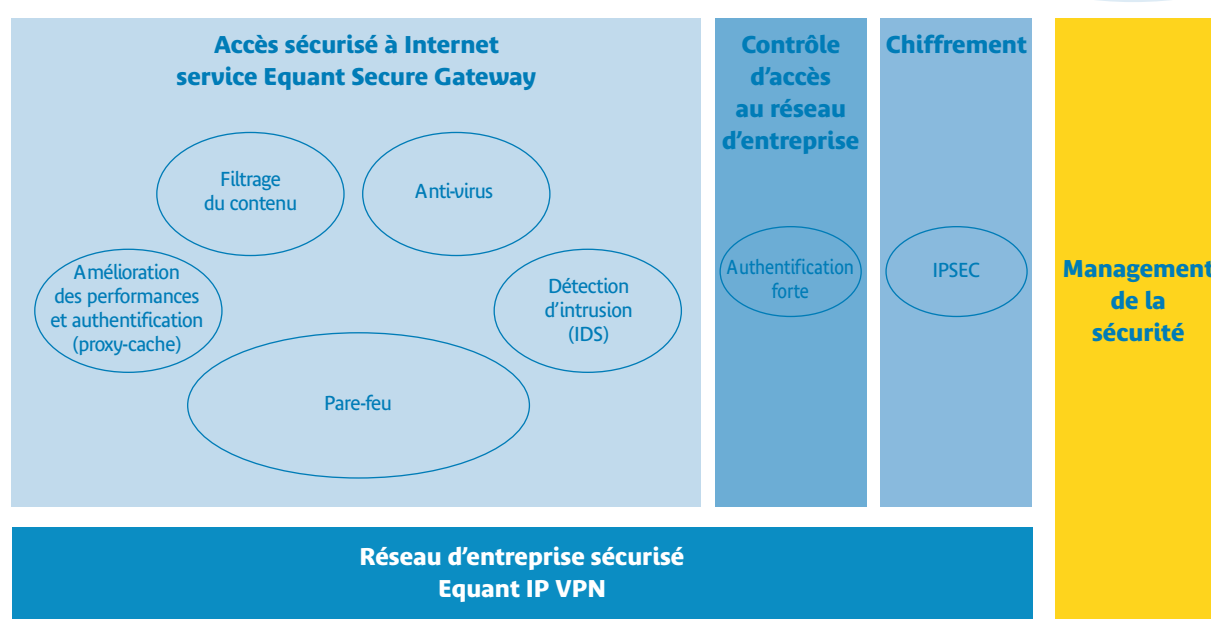 Accès sécurisé à Internet
service Equant Secure Gateway
Filtrage
du contenu
Anti-virus
Amélioration
des performances
et authentification
(proxy-cache)
Détection
d'intrusion
(IDS)
Pare-feu
Contrôle
d'accès
au réseau
d'entreprise
Authentification
forte
Chiffrement
IPSEC
Management
de la
sécurité
Réseau d'entreprise sécurisé
Equant IP VPN